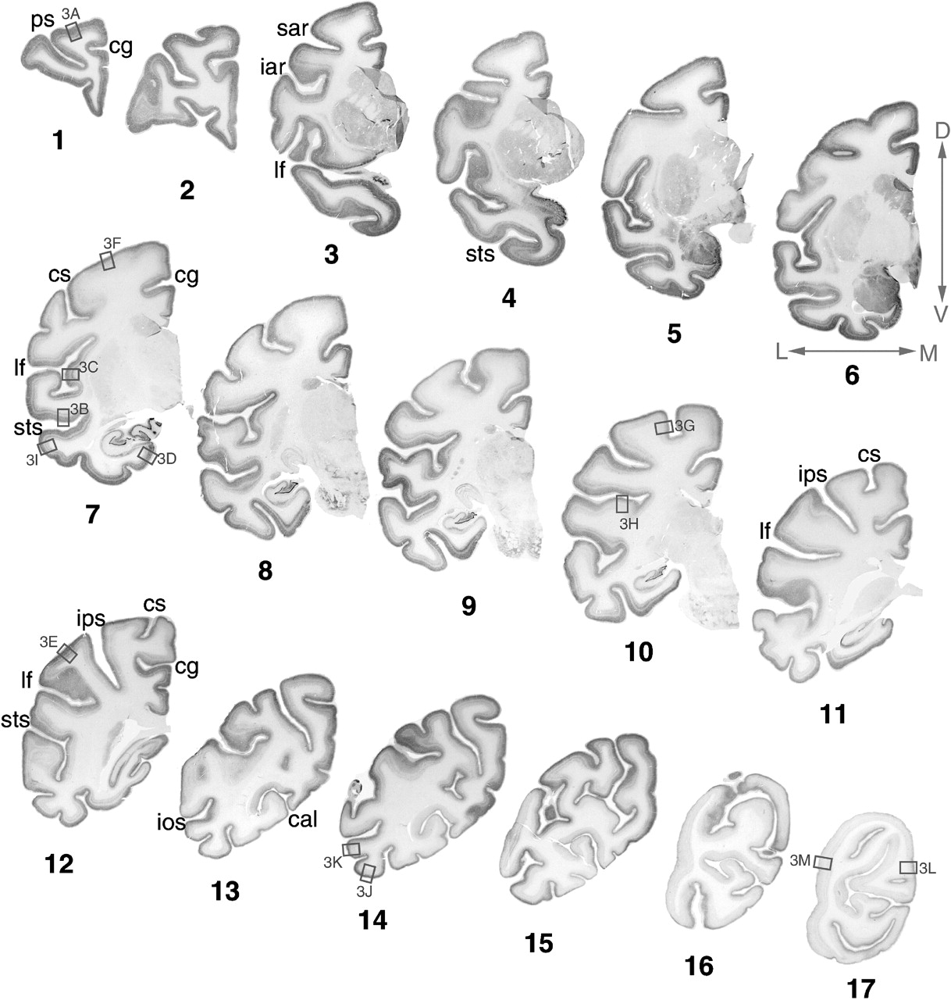 ps 3A
cg
1
2
sar
iar
lf
3
sts
4
5
D
V
L M
6
3F
cs
cg
lf
3C
3B
sts
3I
3D
7
8
9
3G
3H
10
cs
ips
lf
11
cs
ips
3E
lf
cg
sts
12
ios
cal
13
3K
3J
14
15
16
3M
3L
17